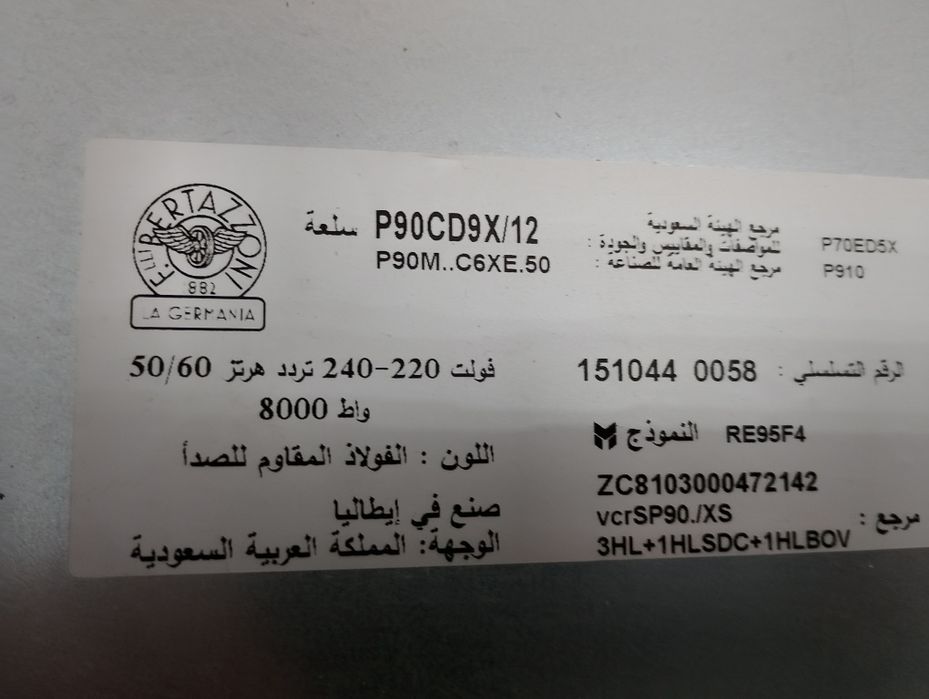 F.lli BERTAZZONI
882
LA GERMANIA
سلعة P90CD9X/12
P90M..C6XE.50
مرجع الهيئة السعودية
للمواصفات والمقاييس والجودة : P70ED5X
مرجع الهيئة العامة للصناعة : P910
فولت 220-240 تردد هرتز 50/60
واط 8000
اللون : الفولاذ المقاوم للصدأ
صنع في إيطاليا
الوجهة: المملكة العربية السعودية
الرقم التسلسلي : 151044 0058
النموذج RE95F4
ZC8103000472142
مرجع : vcrSP90./XS
3HL+1HLSDC+1HLBOV